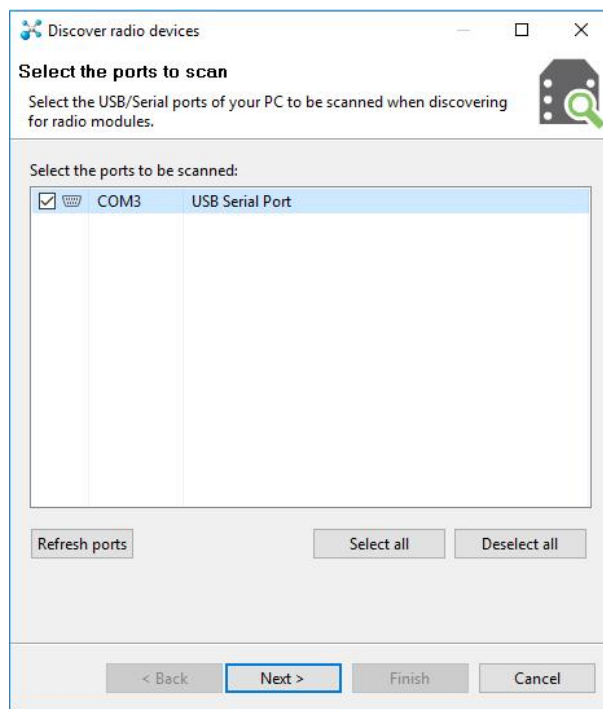 Discover radio devices
Select the ports to scan
Select the USB/Serial ports of your PC to be scanned when discovering
for radio modules.
Select the ports to be scanned:
COM3 USB Serial Port
Refresh ports Select all Deselect all
< Back Next > Finish Cancel